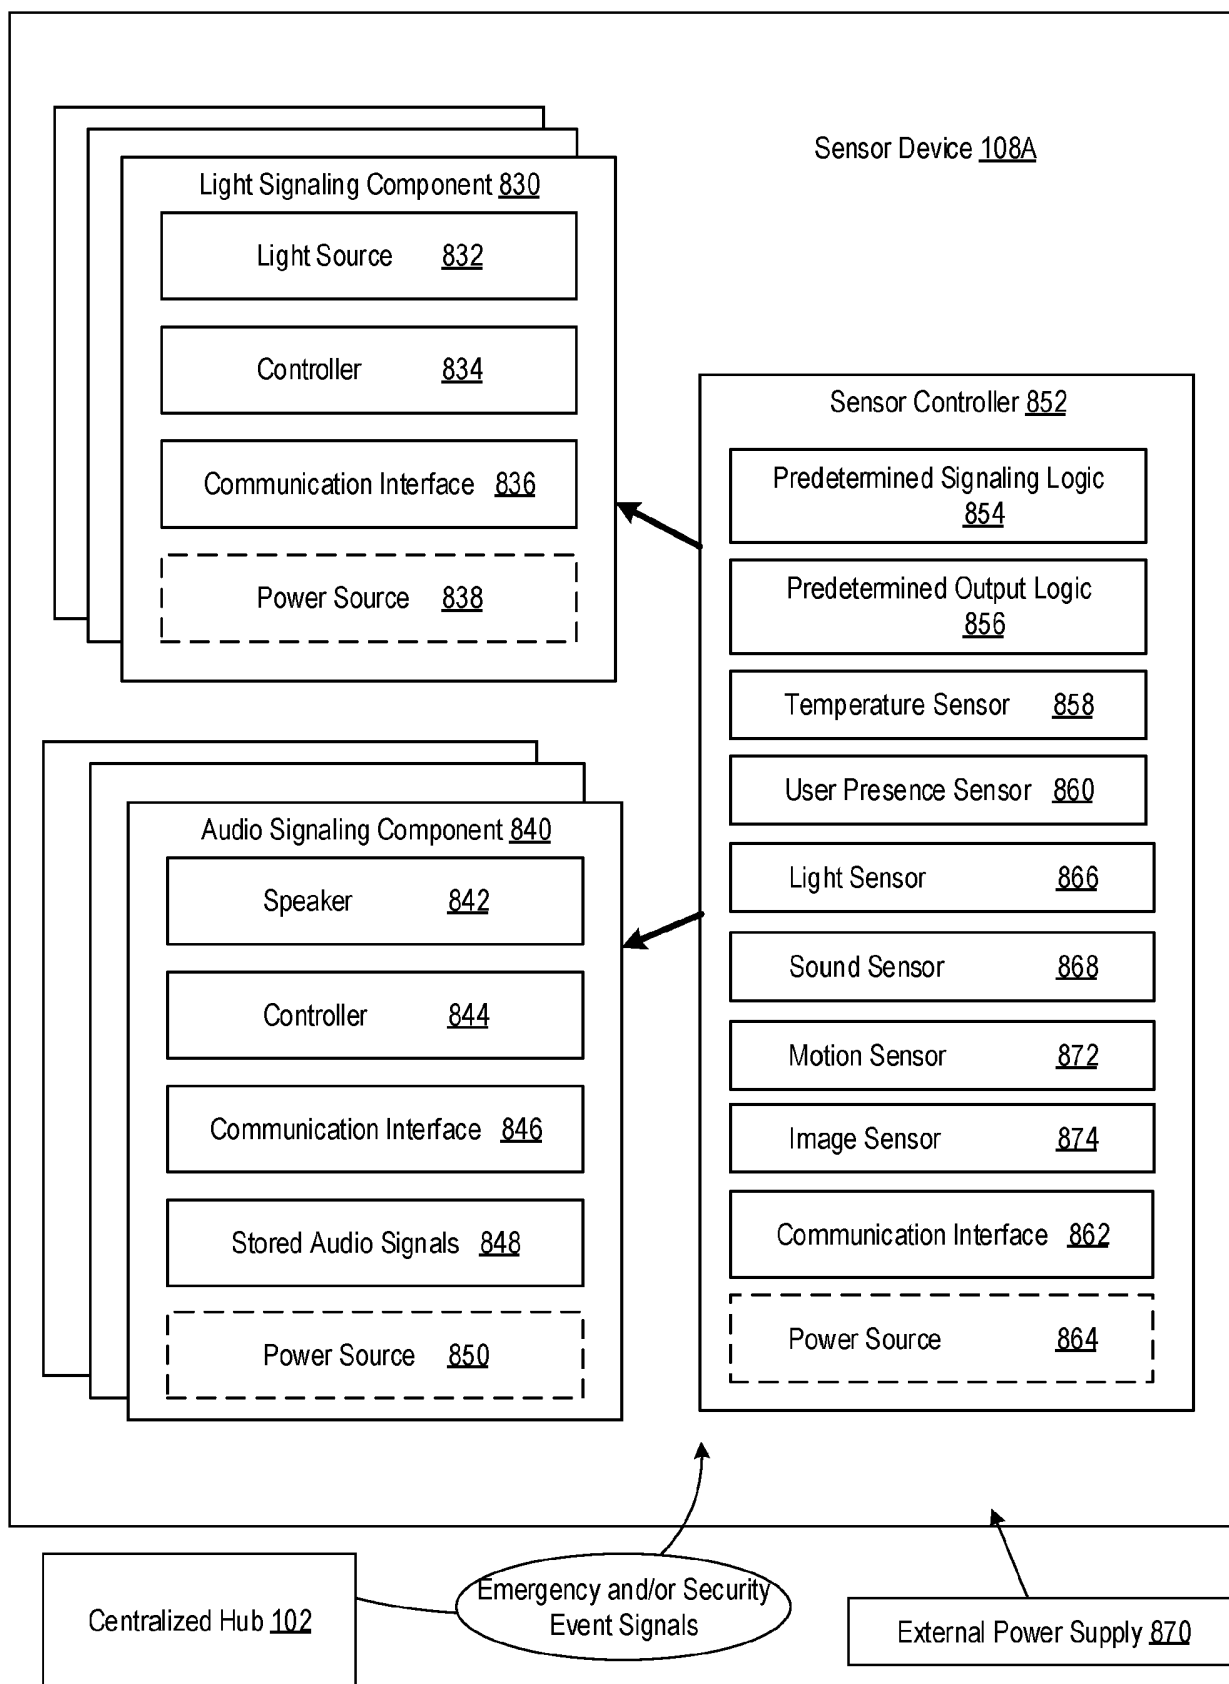 Sensor Device 108A
Light Signaling Component 830
Light Source 832
Controller 834
Communication Interface 836
Power Source 838
Audio Signaling Component 840
Speaker 842
Controller 844
Communication Interface 846
Stored Audio Signals 848
Power Source 850
Sensor Controller 852
Predetermined Signaling Logic
854
Predetermined Output Logic
856
Temperature Sensor 858
User Presence Sensor 860
Light Sensor 866
Sound Sensor 868
Motion Sensor 872
Image Sensor 874
Communication Interface 862
Power Source 864
Centralized Hub 102
Emergency and/or Security
Event Signals
External Power Supply 870